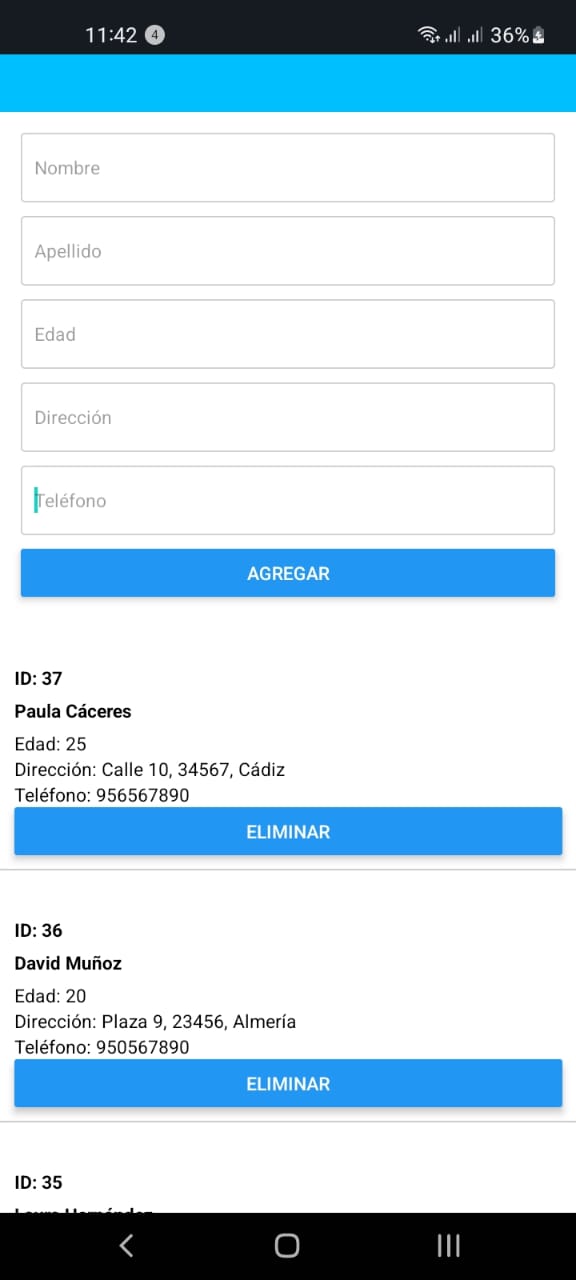 11:42 4 36%
Nombre
Apellido
Edad
Dirección
Teléfono
AGREGAR
ID: 37
Paula Cáceres
Edad: 25
Dirección: Calle 10, 34567, Cádiz
Teléfono: 956567890
ELIMINAR
ID: 36
David Muñoz
Edad: 20
Dirección: Plaza 9, 23456, Almería
Teléfono: 950567890
ELIMINAR
ID: 35